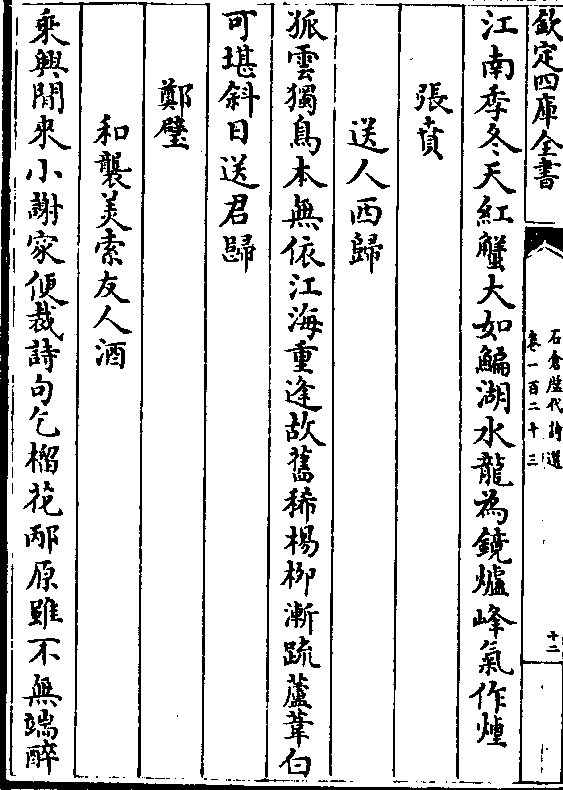 欽定四庫全書
石倉歷代詩選
卷一百二十三
十二
江南季冬天紅蟹大如鯿湖水龍為鏡爐峰氣作煙
張賁
送人西歸
孤雲獨鳥本無依江海重逢故舊稀楊柳漸疏蘆葦白
可堪斜日送君歸
鄭璧
和襲美索友人酒
乘興閒來小謝家便裁詩句乞榴花邴原雖不無端醉